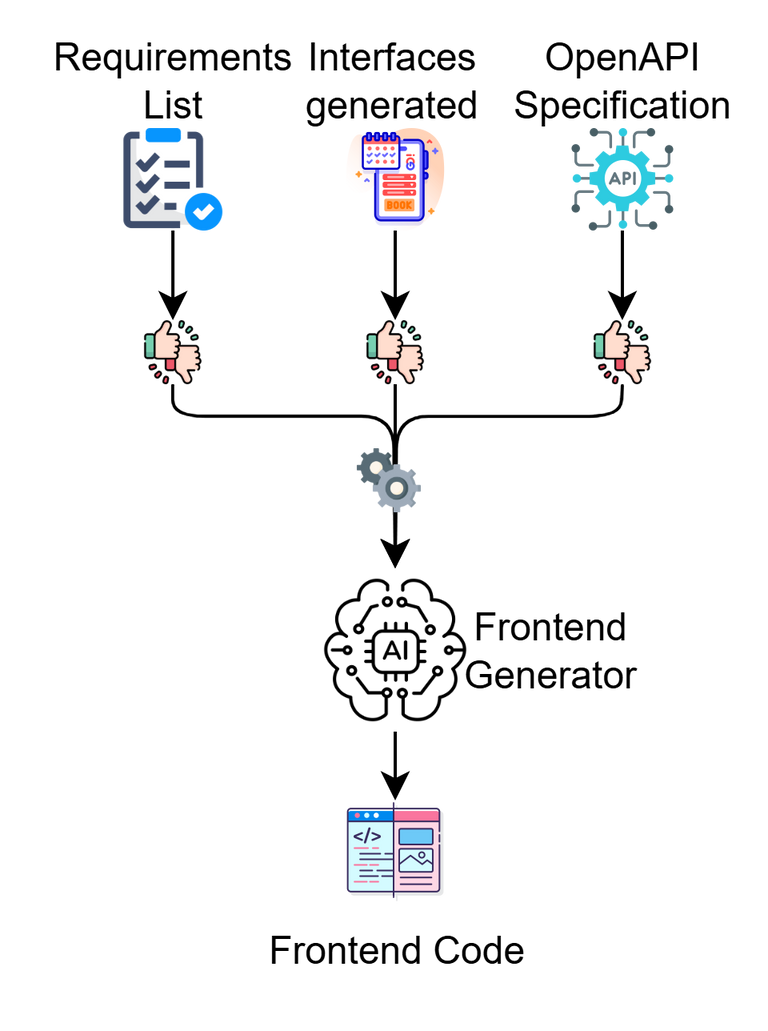 Requirements
List
Interfaces
generated
OpenAPI
Specification
BOOK
API
AI
Frontend
Generator
</>
Frontend Code